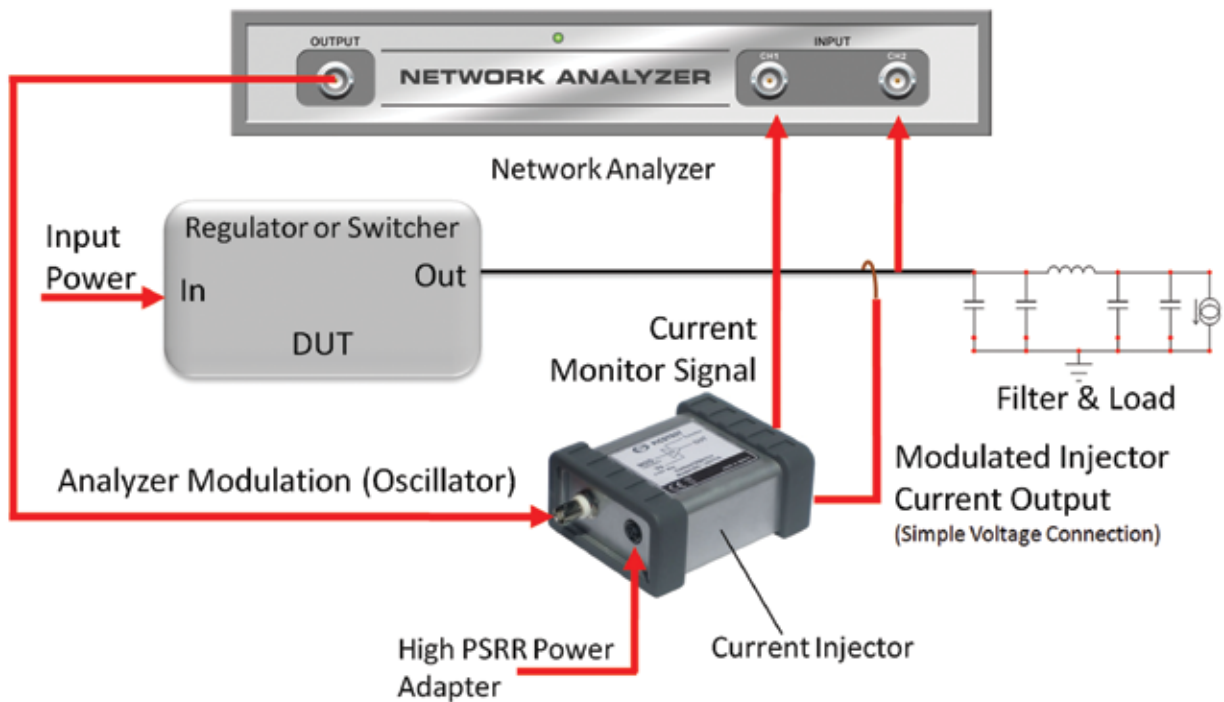 OUTPUT
INPUT
CH1
CH2
NETWORK ANALYZER
Network Analyzer
Input
Power
Regulator or Switcher
In
Out
DUT
Current
Monitor Signal
Filter & Load
Analyzer Modulation (Oscillator)
Modulated Injector
Current Output
(Simple Voltage Connection)
High PSRR Power
Adapter
Current Injector